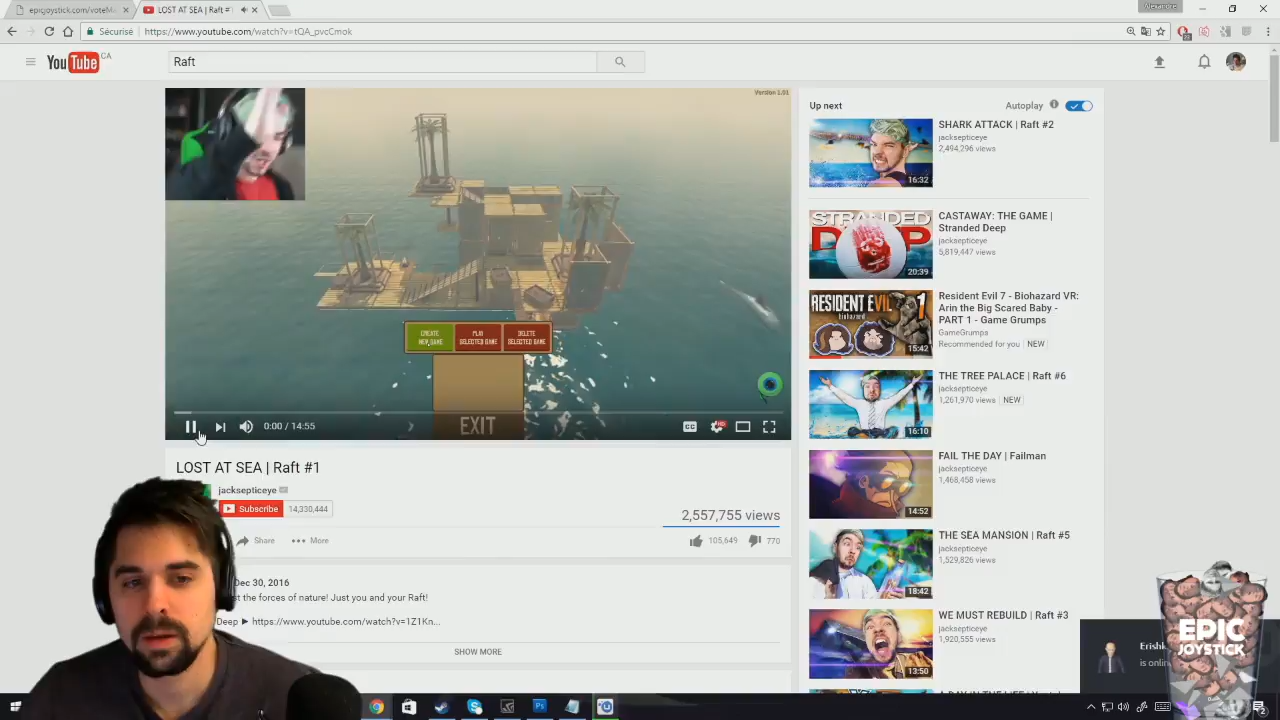 epicjoystick.com/voteM
LOST AT SEA | Raft #
Alexandre
Sécurisé
https://www.youtube.com/watch?v=tQA_pvcCmok
YouTube CA
Raft
Version 1.01
CREATE NEW GAME
PLAY SELECTED GAME
DELETE SELECTED GAME
EXIT
0:00 / 14:55
CC
LOST AT SEA | Raft #1
jacksepticeye
Subscribe 14,330,444
2,557,755 views
Share
More
105,649 770
Dec 30, 2016
t the forces of nature! Just you and your Raft!
Deep ► https://www.youtube.com/watch?v=1Z1Kn...
SHOW MORE
Up next
Autoplay
SHARK ATTACK | Raft #2
jacksepticeye
2,494,296 views
16:32
STRANDED
CASTAWAY: THE GAME |
Stranded Deep
jacksepticeye
5,819,447 views
20:39
RESIDENT EVIL 1
biohazard
Resident Evil 7 - Biohazard VR:
Arin the Big Scared Baby -
PART 1 - Game Grumps
GameGrumps
Recommended for you NEW
15:42
THE TREE PALACE | Raft #6
jacksepticeye
1,261,970 views NEW
16:10
FAIL THE DAY | Failman
jacksepticeye
1,468,458 views
14:52
THE SEA MANSION | Raft #5
jacksepticeye
1,529,826 views
18:42
WE MUST REBUILD | Raft #3
jacksepticeye
1,920,555 views
13:50
Erishk
is onli
EPIC
JOYSTICK